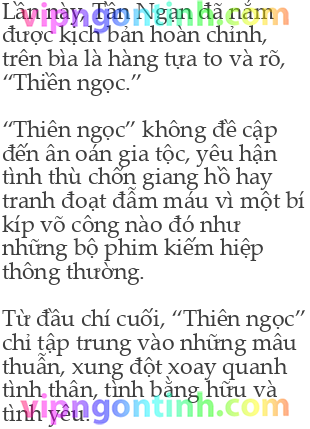 Lần này, Tần Ngạn đã nắm
được kịch bản hoàn chỉnh,
trên bìa là hàng tựa to và rõ,
“Thiền ngọc.”
“Thiên ngọc” không đề cập
đến ân oán gia tộc, yêu hận
tình thù chốn giang hồ hay
tranh đoạt đẫm máu vì một bí
kíp võ công nào đó như
những bộ phim kiếm hiệp
thông thường.
Từ đầu chí cuối, “Thiên ngọc”
chỉ tập trung vào những mâu
thuẫn, xung đột xoay quanh
tình thân, tình bằng hữu và
tình yêu.
vipngontinh.com
vipngontinh.com